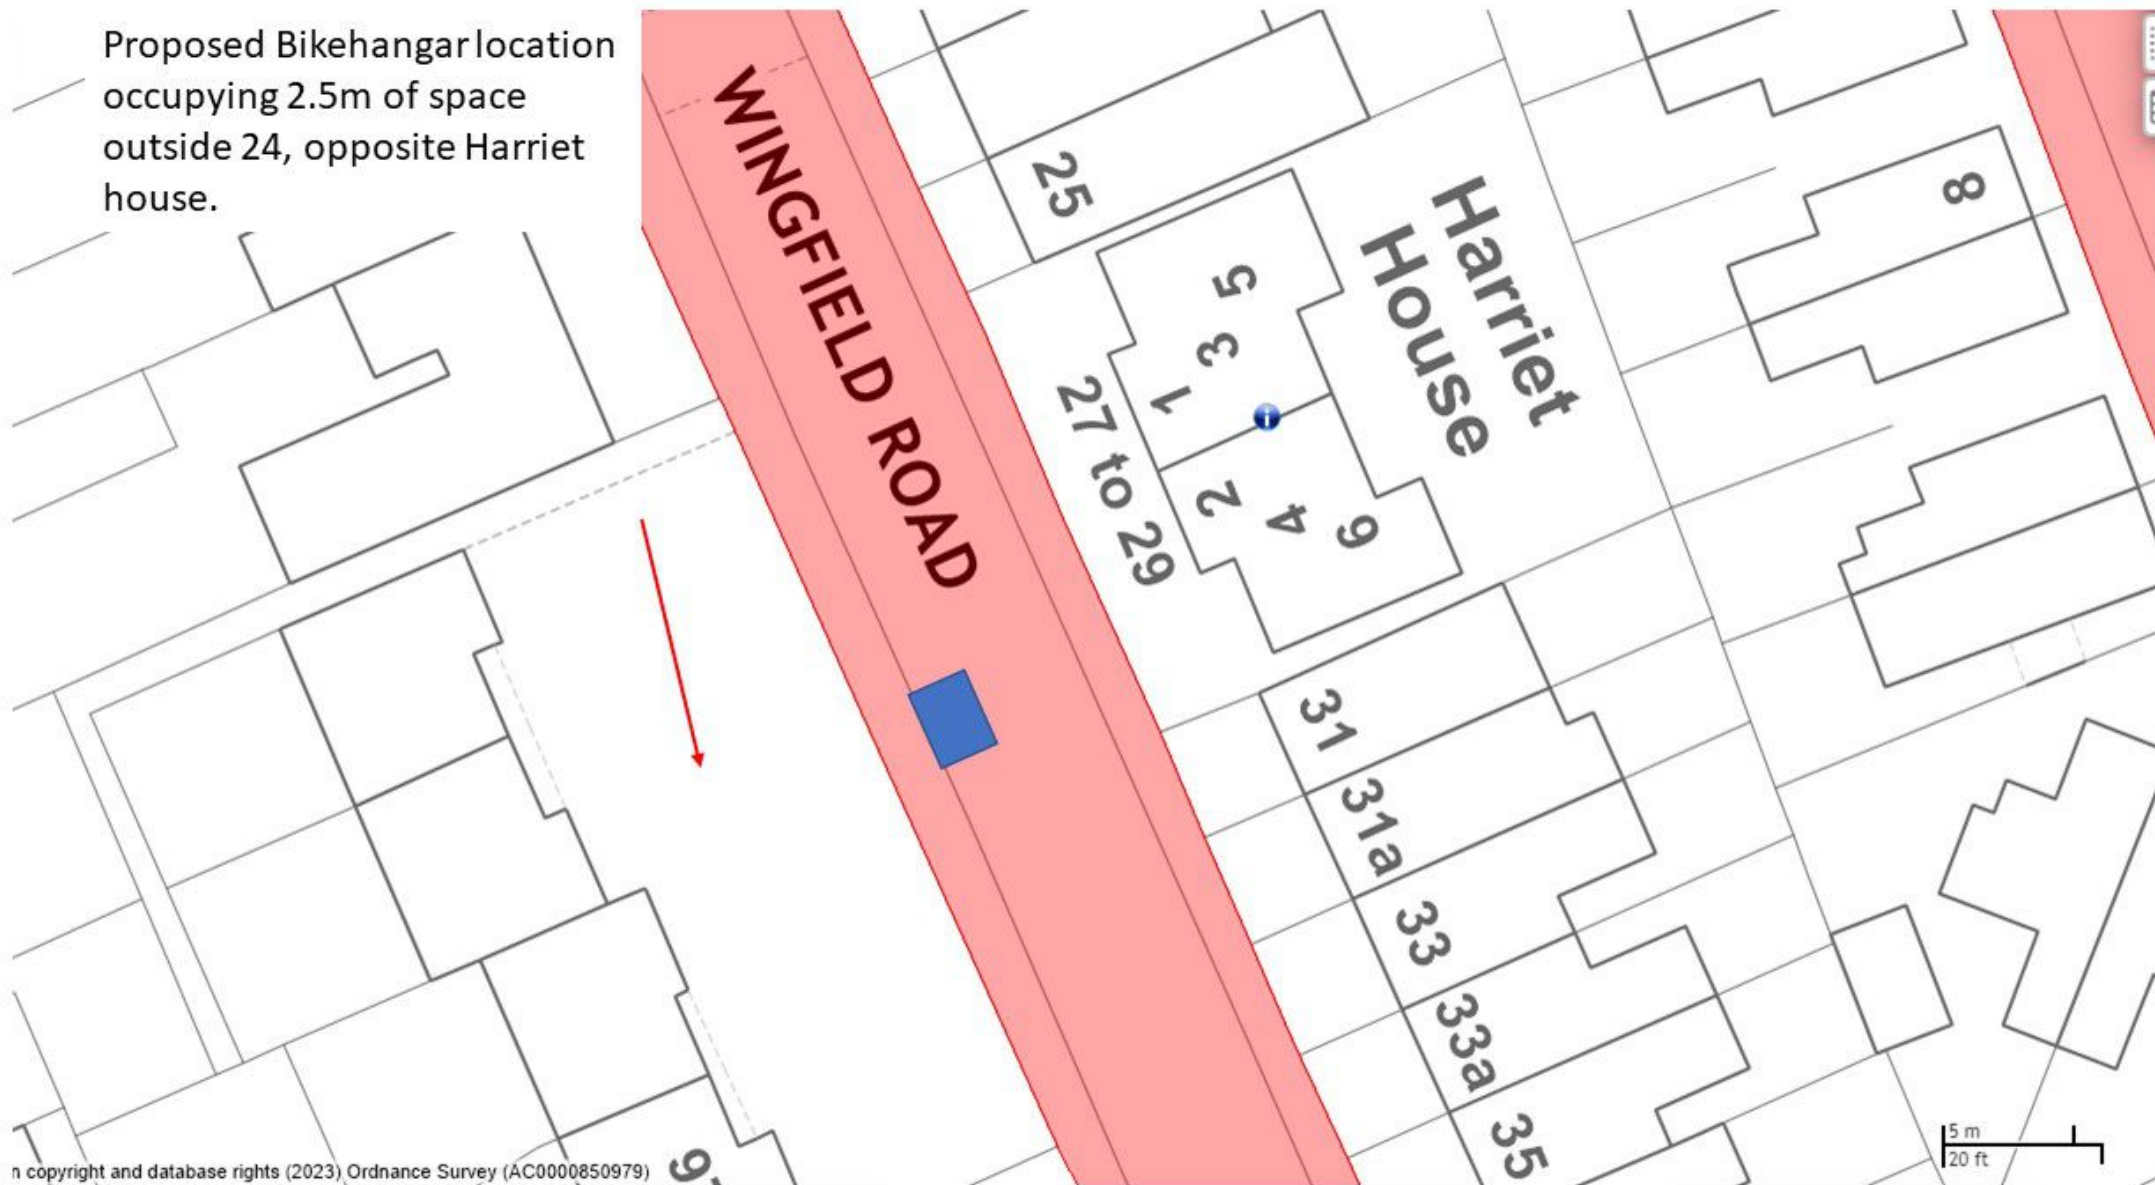 Proposed Bikehangar location
occupying 2.5m of space
outside 24, opposite Harriet
house.
WINGFIELD ROAD
25
Harriet
House
8
5
3
1
27 to 29
2
4
6
31
31a
33
33a
35
5 m
20 ft
copyright and database rights (2023) Ordnance Survey (AC0000850979)